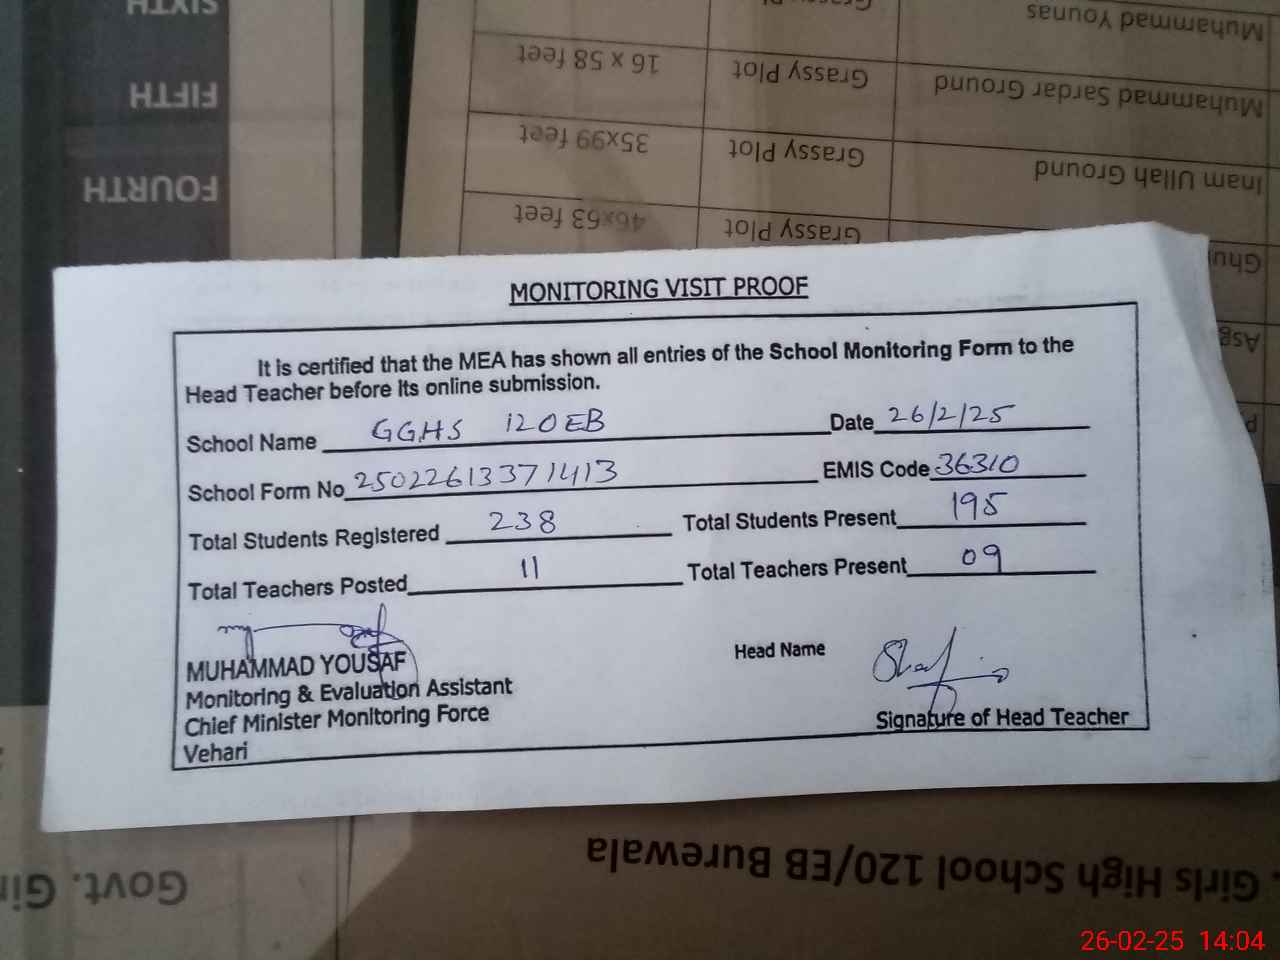 SIXTH
FIFTH
FOURTH
Muhammad Younas
16 x 58 feet Grassy Plot Muhammad Sardar Ground
35x99 feet Grassy Plot Inam Ullah Ground
46x63 feet Grassy Plot
MONITORING VISIT PROOF
It is certified that the MEA has shown all entries of the School Monitoring Form to the
Head Teacher before its online submission.
School Name GGHS 120EB Date 26/2/25
School Form No 25022613371413 EMIS Code 36310
Total Students Registered 238 Total Students Present 195
Total Teachers Posted 11 Total Teachers Present 09
MUHAMMAD YOUSAF
Monitoring & Evaluation Assistant
Chief Minister Monitoring Force
Vehari
Head Name
Signature of Head Teacher
Girls High School 120/EB Burewala
Govt. Gir
26-02-25 14:04